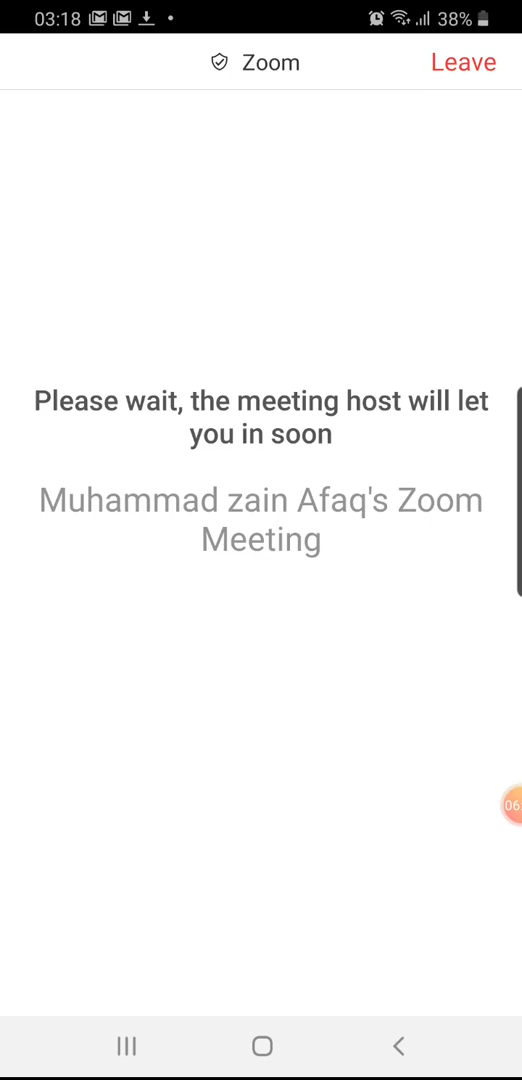 03:18 38%
Zoom Leave
Please wait, the meeting host will let
you in soon
Muhammad zain Afaq's Zoom
Meeting
06